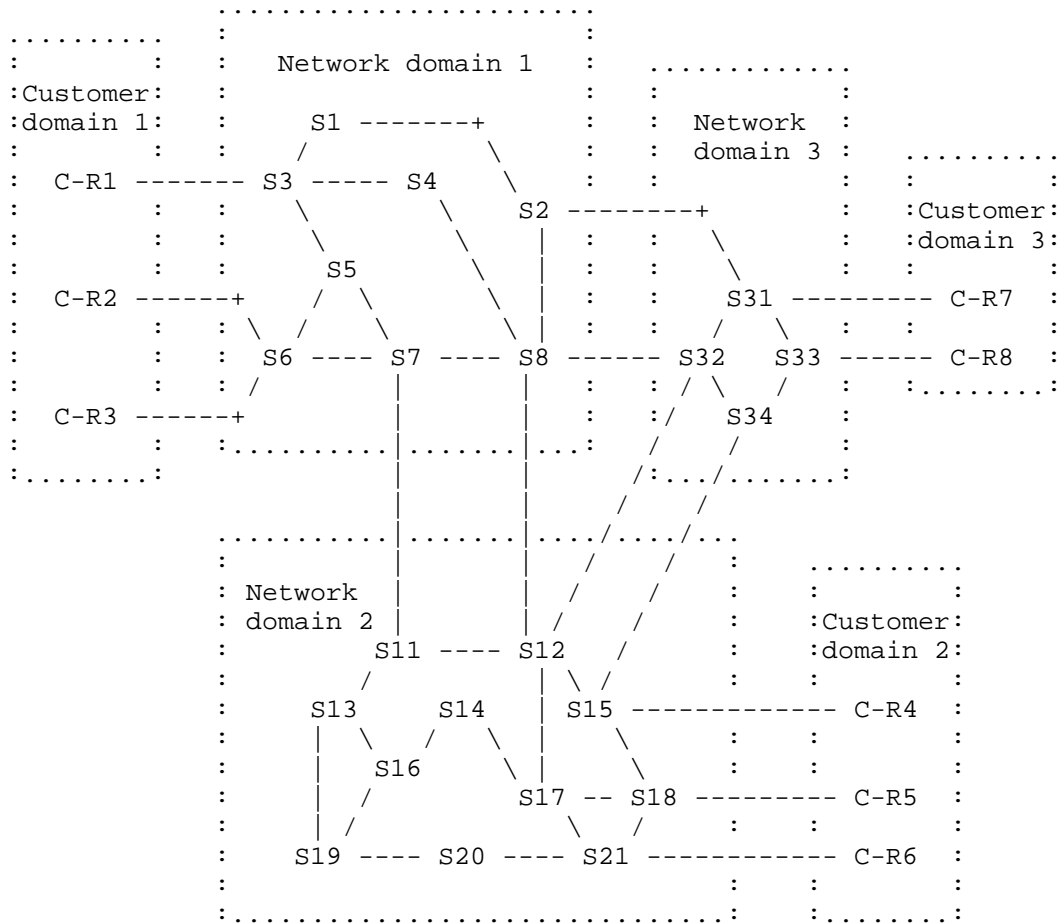 Network domain 1
Customer
domain 1
S1
Network
domain 3
C-R1 S3 S4
S2
Customer
domain 3
S5
C-R2 S31 C-R7
S6 S7 S8 S32 S33 C-R8
C-R3 S34
Network
domain 2
Customer
domain 2
S11 S12
S13 S14 S15 C-R4
S16
S17 S18 C-R5
S19 S20 S21 C-R6